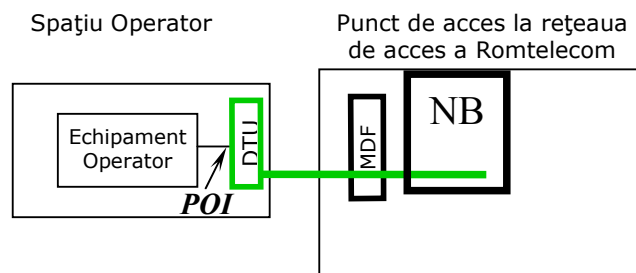 Spaţiu Operator
Punct de acces la reţeaua
de acces a Romtelecom
Echipament
Operator
DTU
POI
MDF
NB